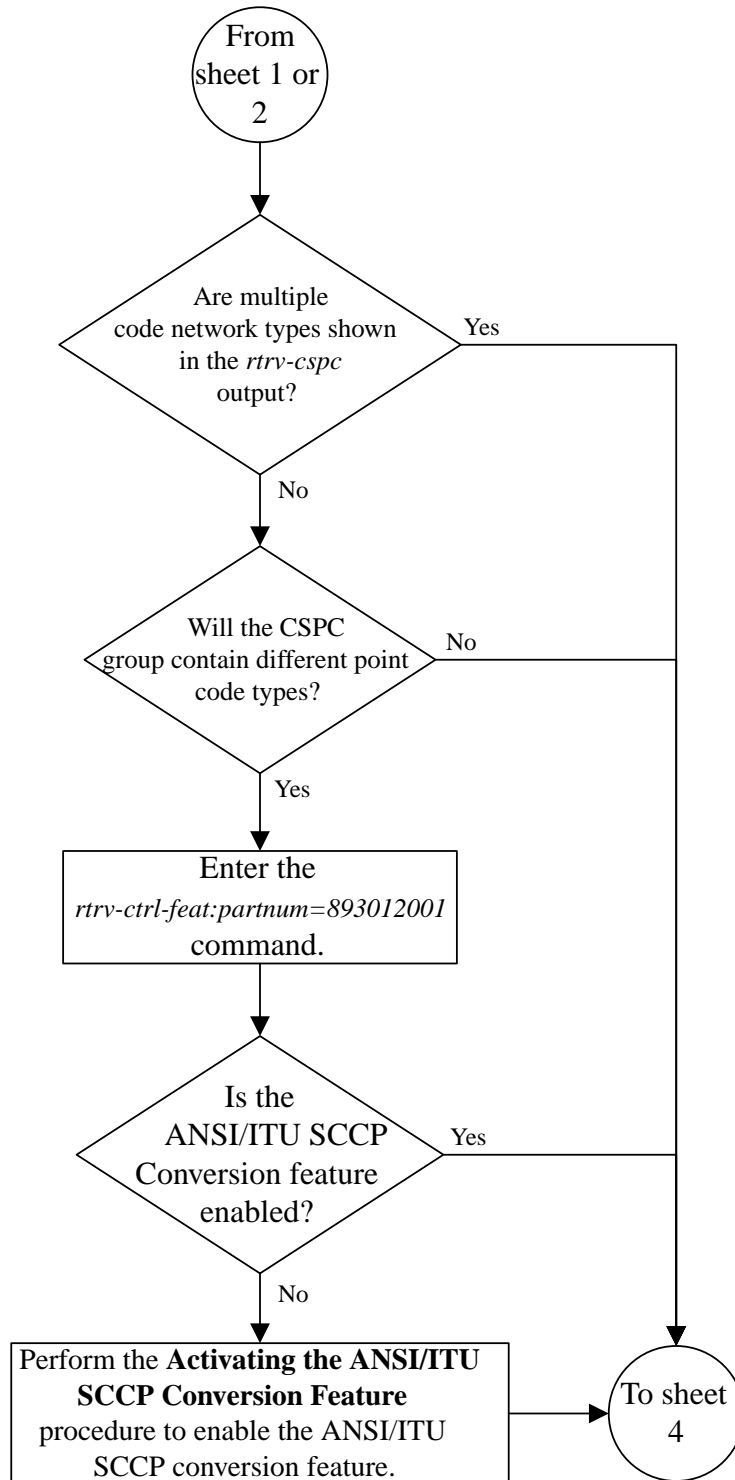 From
sheet 1 or
2
Are multiple
code network types shown
in the rtrv-cspc
output?
Yes
No
Will the CSPC
group contain different point
code types?
No
Yes
Enter the
rtrv-ctrl-feat:partnum=893012001
command.
Is the
ANSI/ITU SCCP
Conversion feature
enabled?
Yes
No
Perform the Activating the ANSI/ITU
SCCP Conversion Feature
procedure to enable the ANSI/ITU
SCCP conversion feature.
To sheet
4